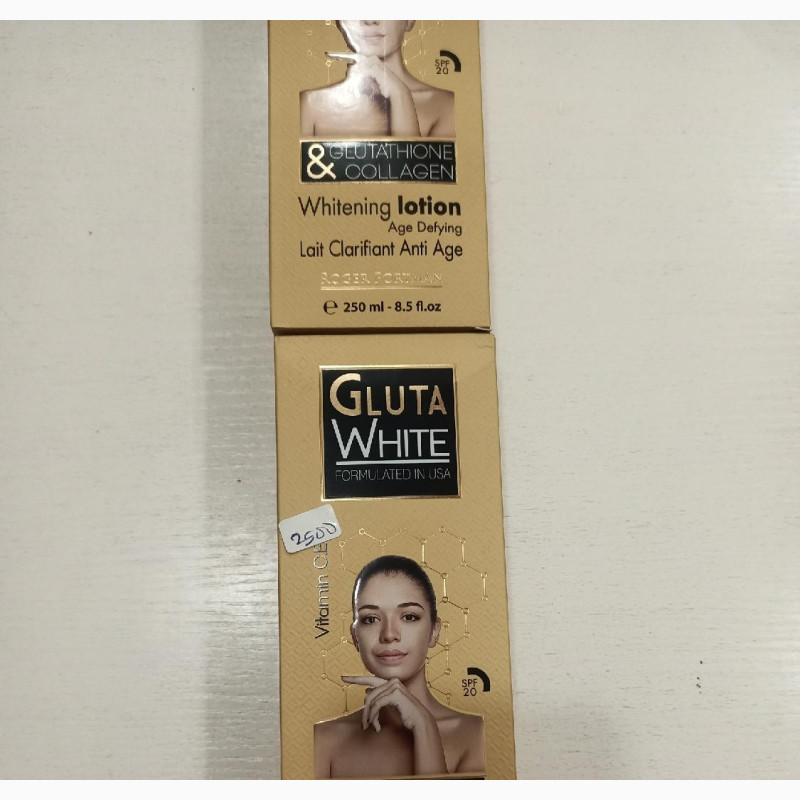 SPF
20
& GLUTATHIONE
COLLAGEN
Whitening lotion
Age Defying
Lait Clarifiant Anti Age
ROGER FORTMAN
℮ 250 ml - 8.5 fl.oz
GLUTA
WHITE
FORMULATED IN USA
2500
Vitamin C.E
SPF
20